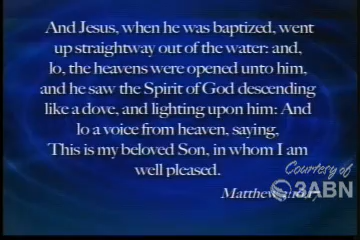 And Jesus, when he was baptized, went
up straightway out of the water: and,
lo, the heavens were opened unto him,
and he saw the Spirit of God descending
like a dove, and lighting upon him: And
lo a voice from heaven, saying,
This is my beloved Son, in whom I am
well pleased.
Courtesy of
3ABN
Matthew